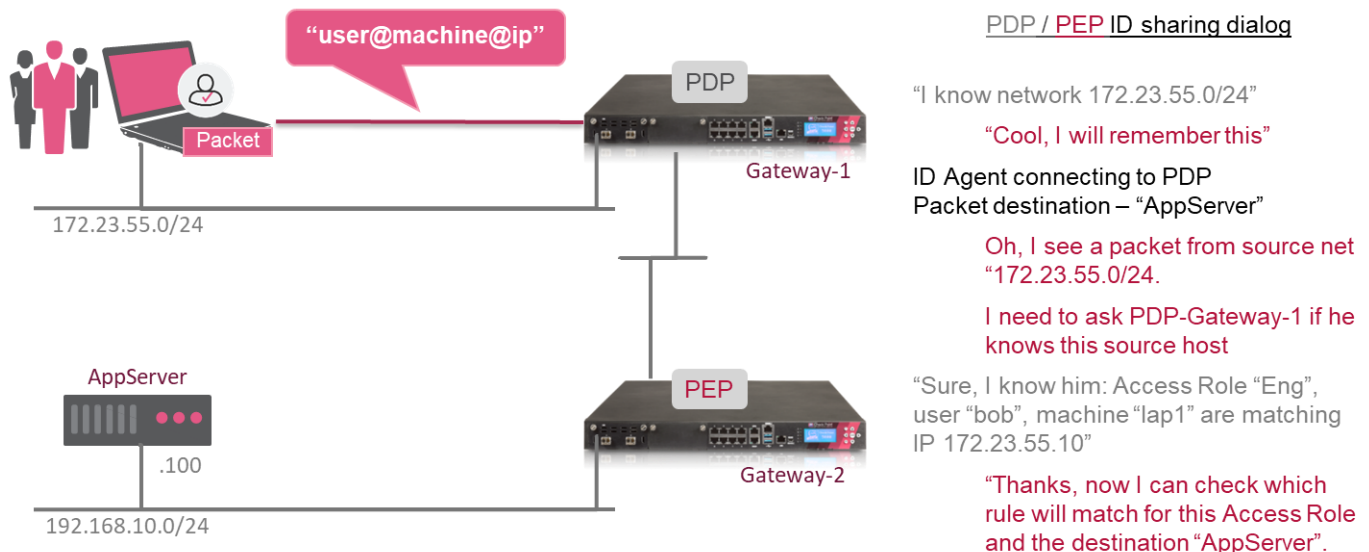 “user@machine@ip”
Packet
172.23.55.0/24
PDP
Gateway-1
AppServer
.100
192.168.10.0/24
PEP
Gateway-2
PDP / PEP ID sharing dialog
“I know network 172.23.55.0/24”
“Cool, I will remember this”
ID Agent connecting to PDP
Packet destination – “AppServer”
Oh, I see a packet from source net
“172.23.55.0/24.
I need to ask PDP-Gateway-1 if he
knows this source host
“Sure, I know him: Access Role “Eng”,
user “bob”, machine “lap1” are matching
IP 172.23.55.10”
“Thanks, now I can check which
rule will match for this Access Role
and the destination “AppServer”.